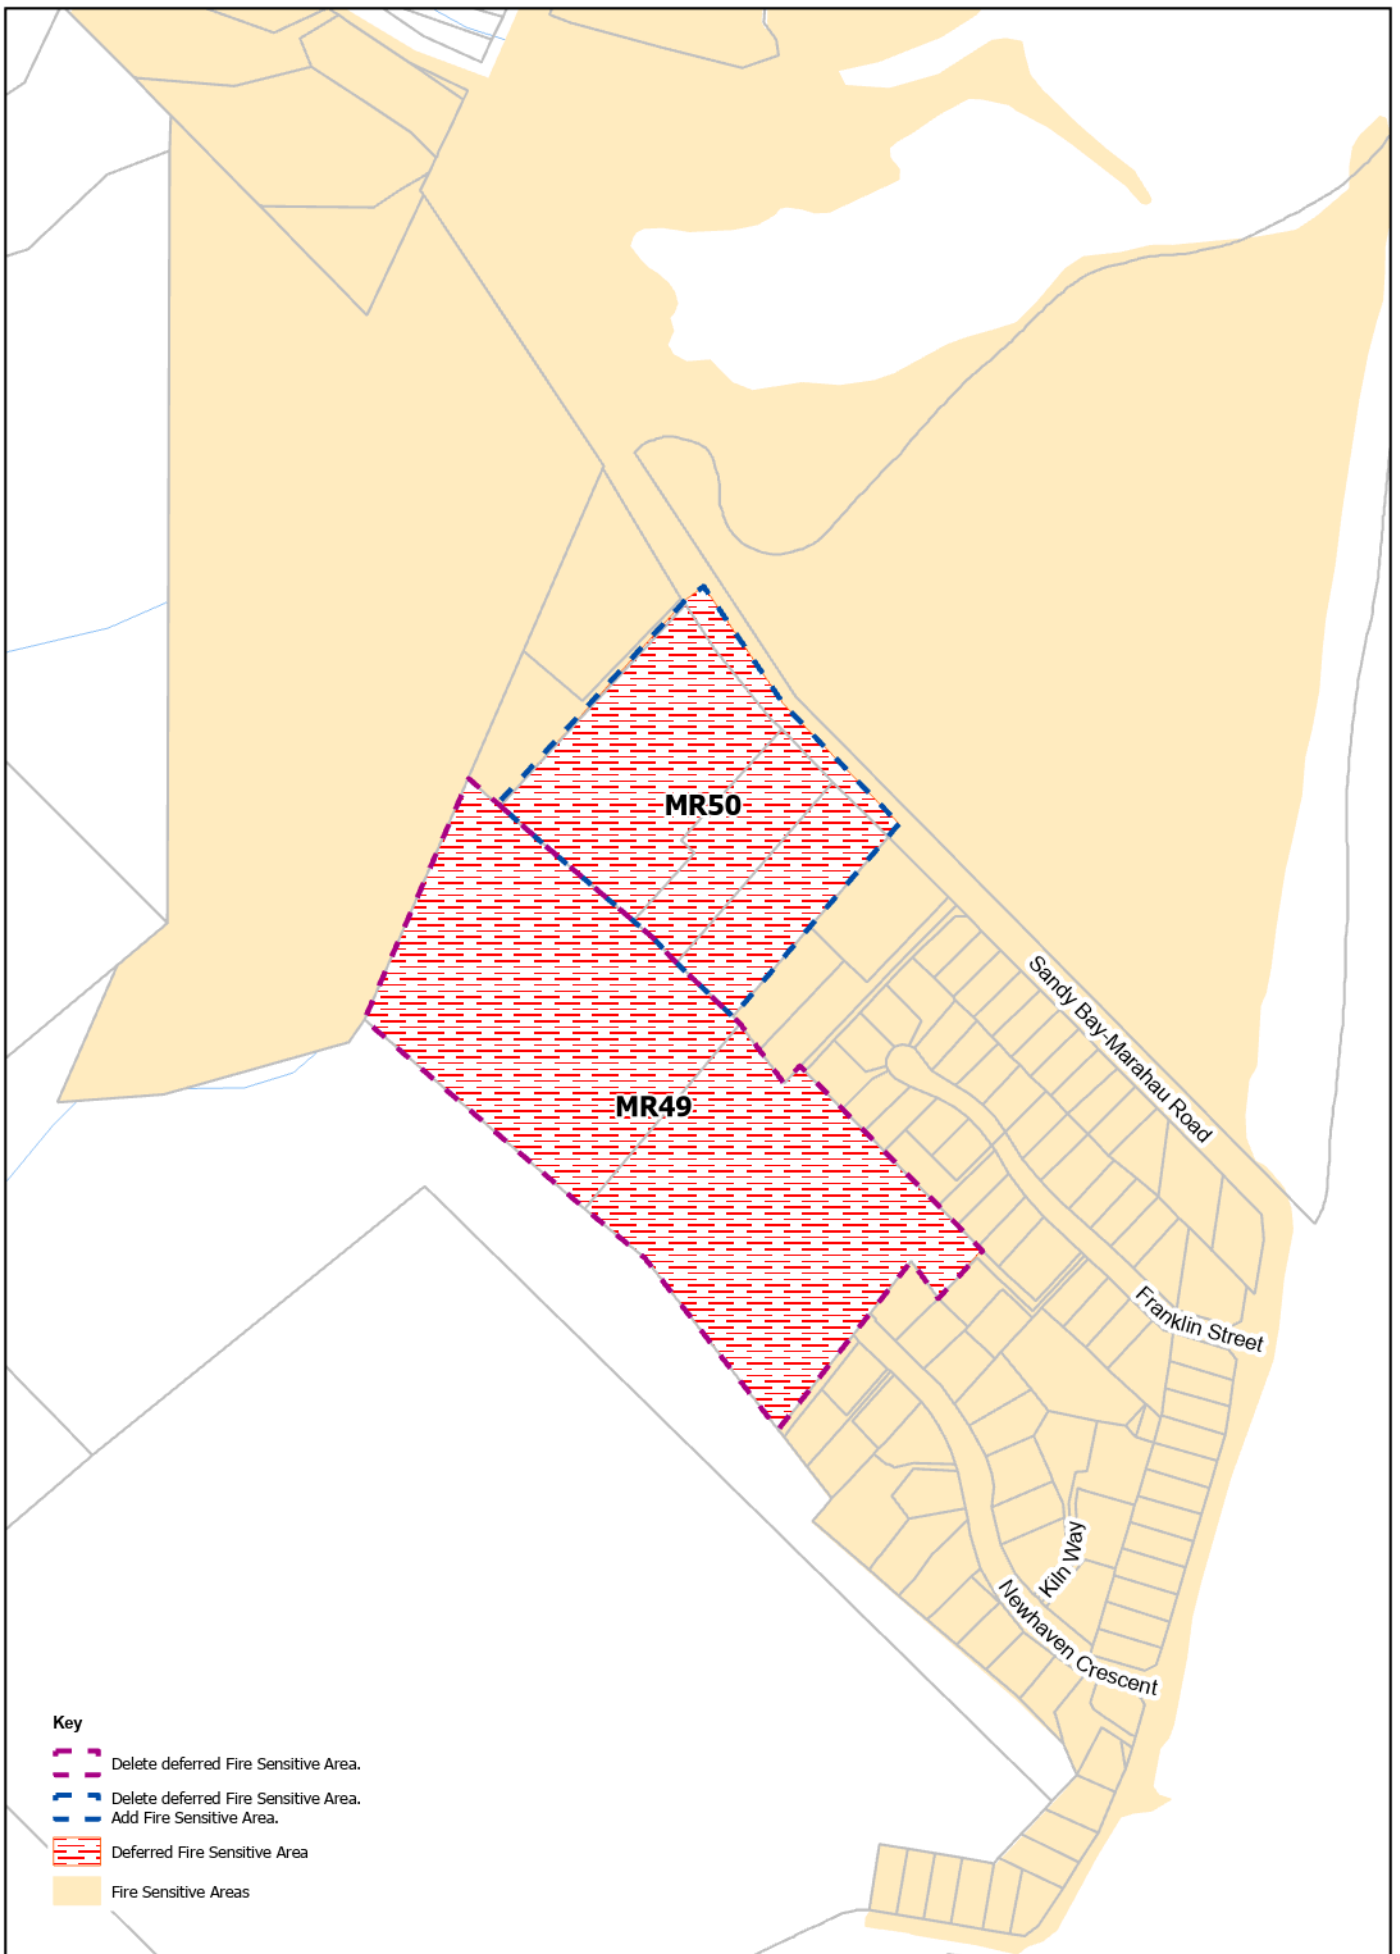 MR50
Sandy Bay-Marahau Road
MR49
Franklin Street
Kiln Way
Newhaven Crescent
Key
Delete deferred Fire Sensitive Area.
Delete deferred Fire Sensitive Area.
Add Fire Sensitive Area.
Deferred Fire Sensitive Area
Fire Sensitive Areas